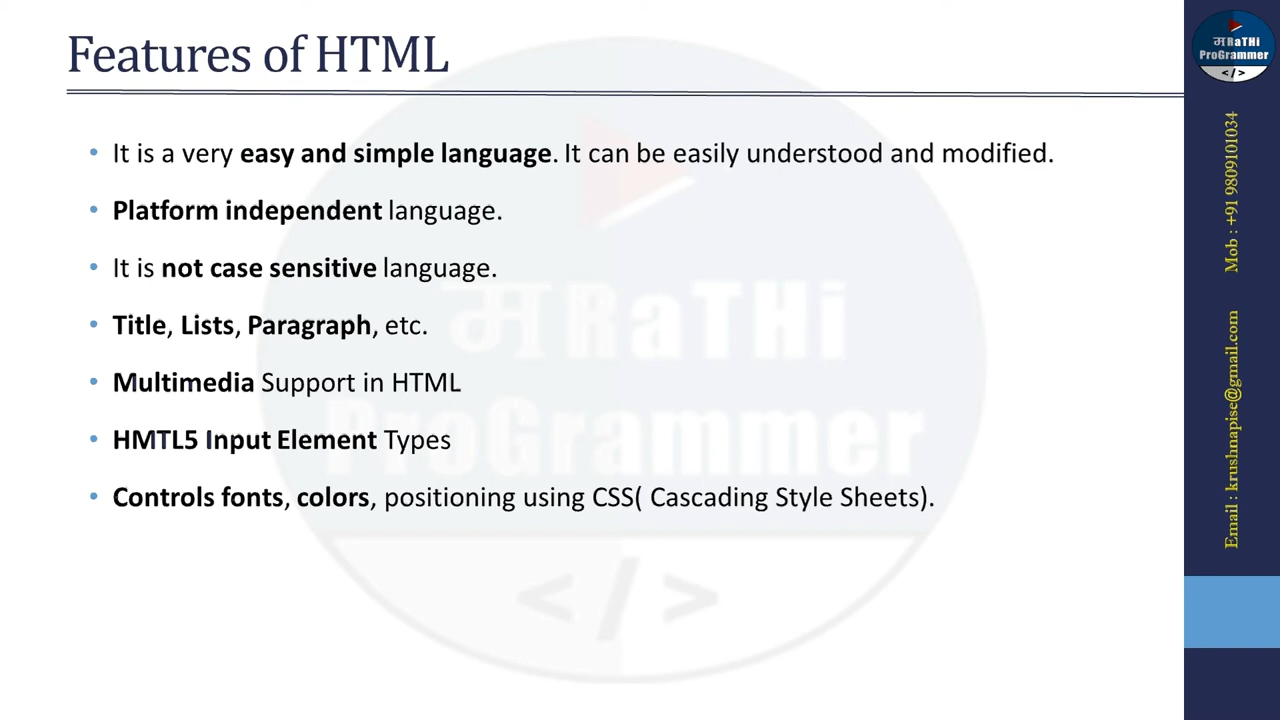 Features of HTML
It is a very easy and simple language. It can be easily understood and modified.
Platform independent language.
It is not case sensitive language.
Title, Lists, Paragraph, etc.
Multimedia Support in HTML
HMTL5 Input Element Types
Controls fonts, colors, positioning using CSS( Cascading Style Sheets).
मRaTHi
ProGrammer
</>
मRaTHi
ProGrammer
</>
Mob : +91 9809101034
Email : krushnapise@gmail.com